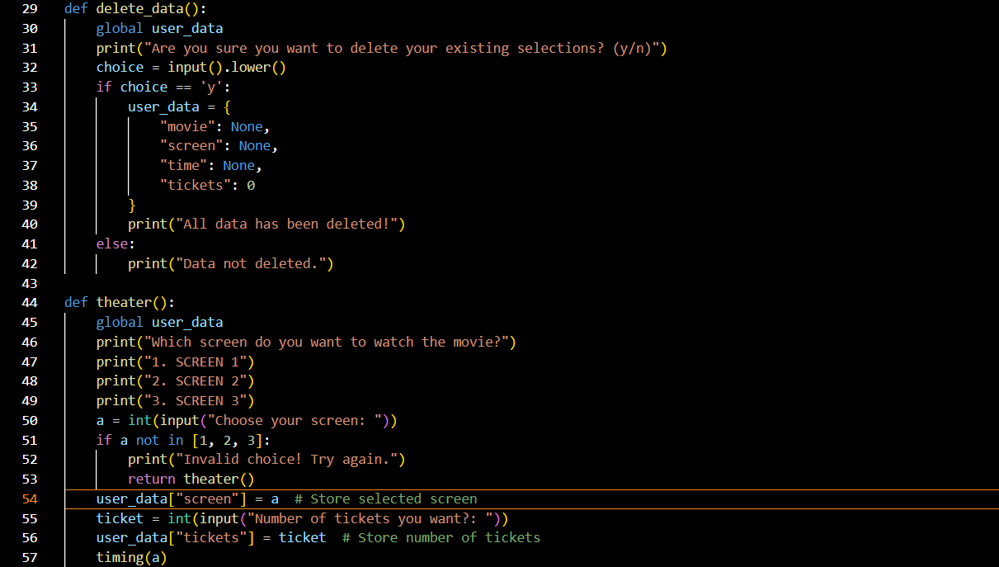 29 def delete_data():
30     global user_data
31     print("Are you sure you want to delete your existing selections? (y/n)")
32     choice = input().lower()
33     if choice == 'y':
34         user_data = {
35             "movie": None,
36             "screen": None,
37             "time": None,
38             "tickets": 0
39         }
40         print("All data has been deleted!")
41     else:
42         print("Data not deleted.")
43
44 def theater():
45     global user_data
46     print("Which screen do you want to watch the movie?")
47     print("1. SCREEN 1")
48     print("2. SCREEN 2")
49     print("3. SCREEN 3")
50     a = int(input("Choose your screen: "))
51     if a not in [1, 2, 3]:
52         print("Invalid choice! Try again.")
53         return theater()
54     user_data["screen"] = a  # Store selected screen
55     ticket = int(input("Number of tickets you want?: "))
56     user_data["tickets"] = ticket  # Store number of tickets
57     timing(a)